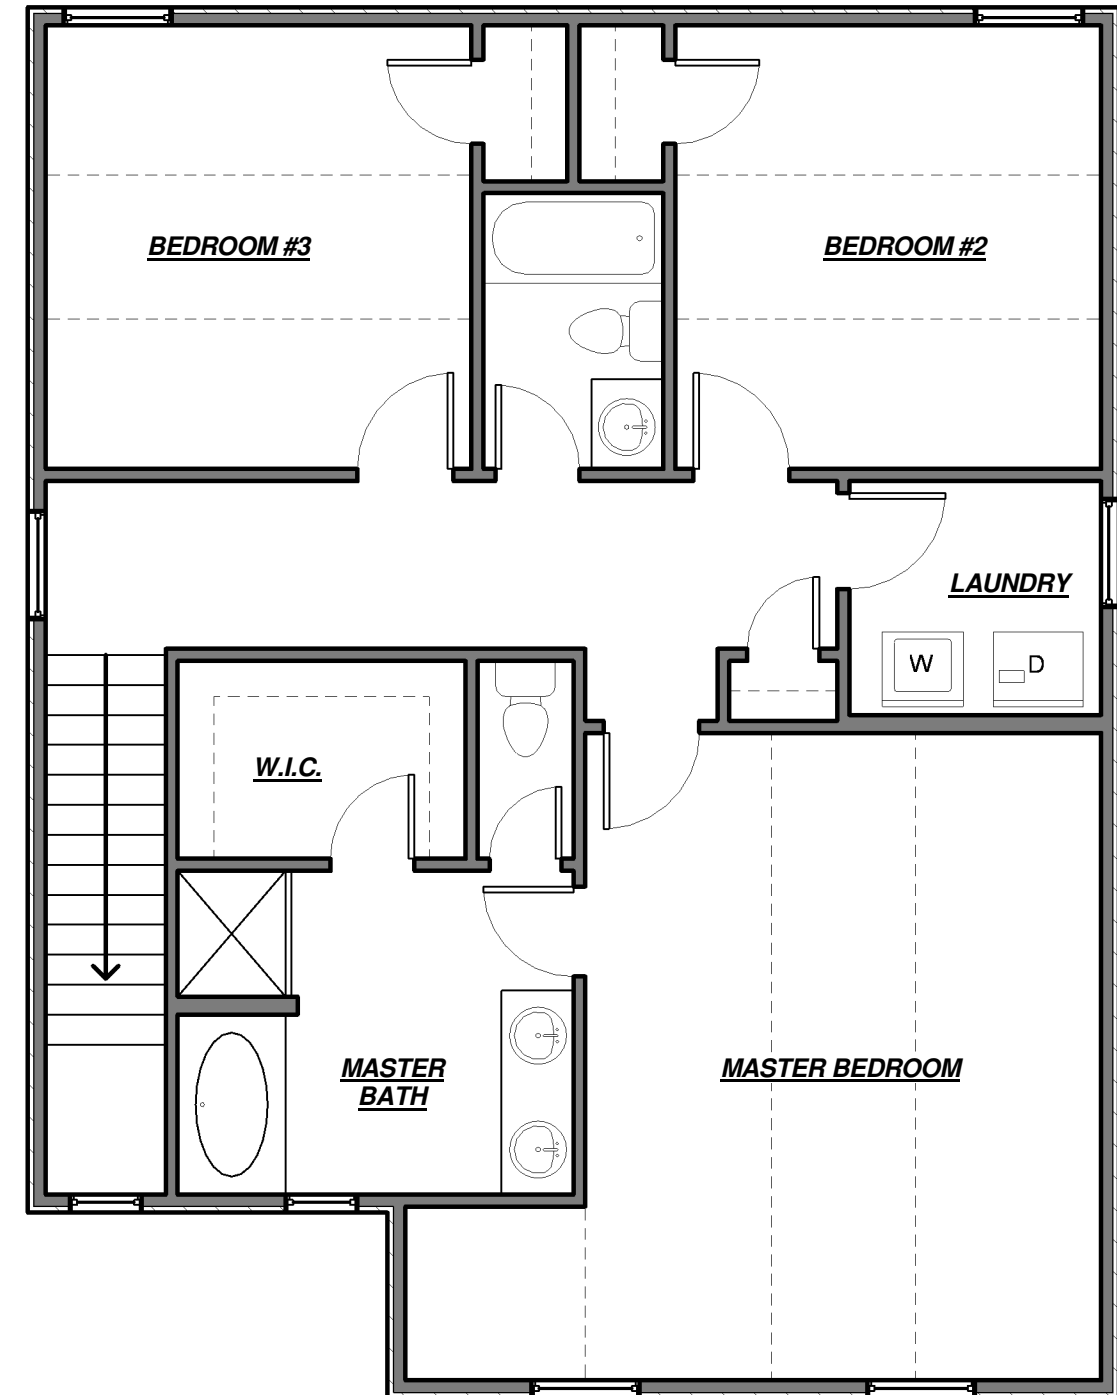 BEDROOM #3
BEDROOM #2
LAUNDRY
W
D
W.I.C.
MASTER
BATH
MASTER BEDROOM